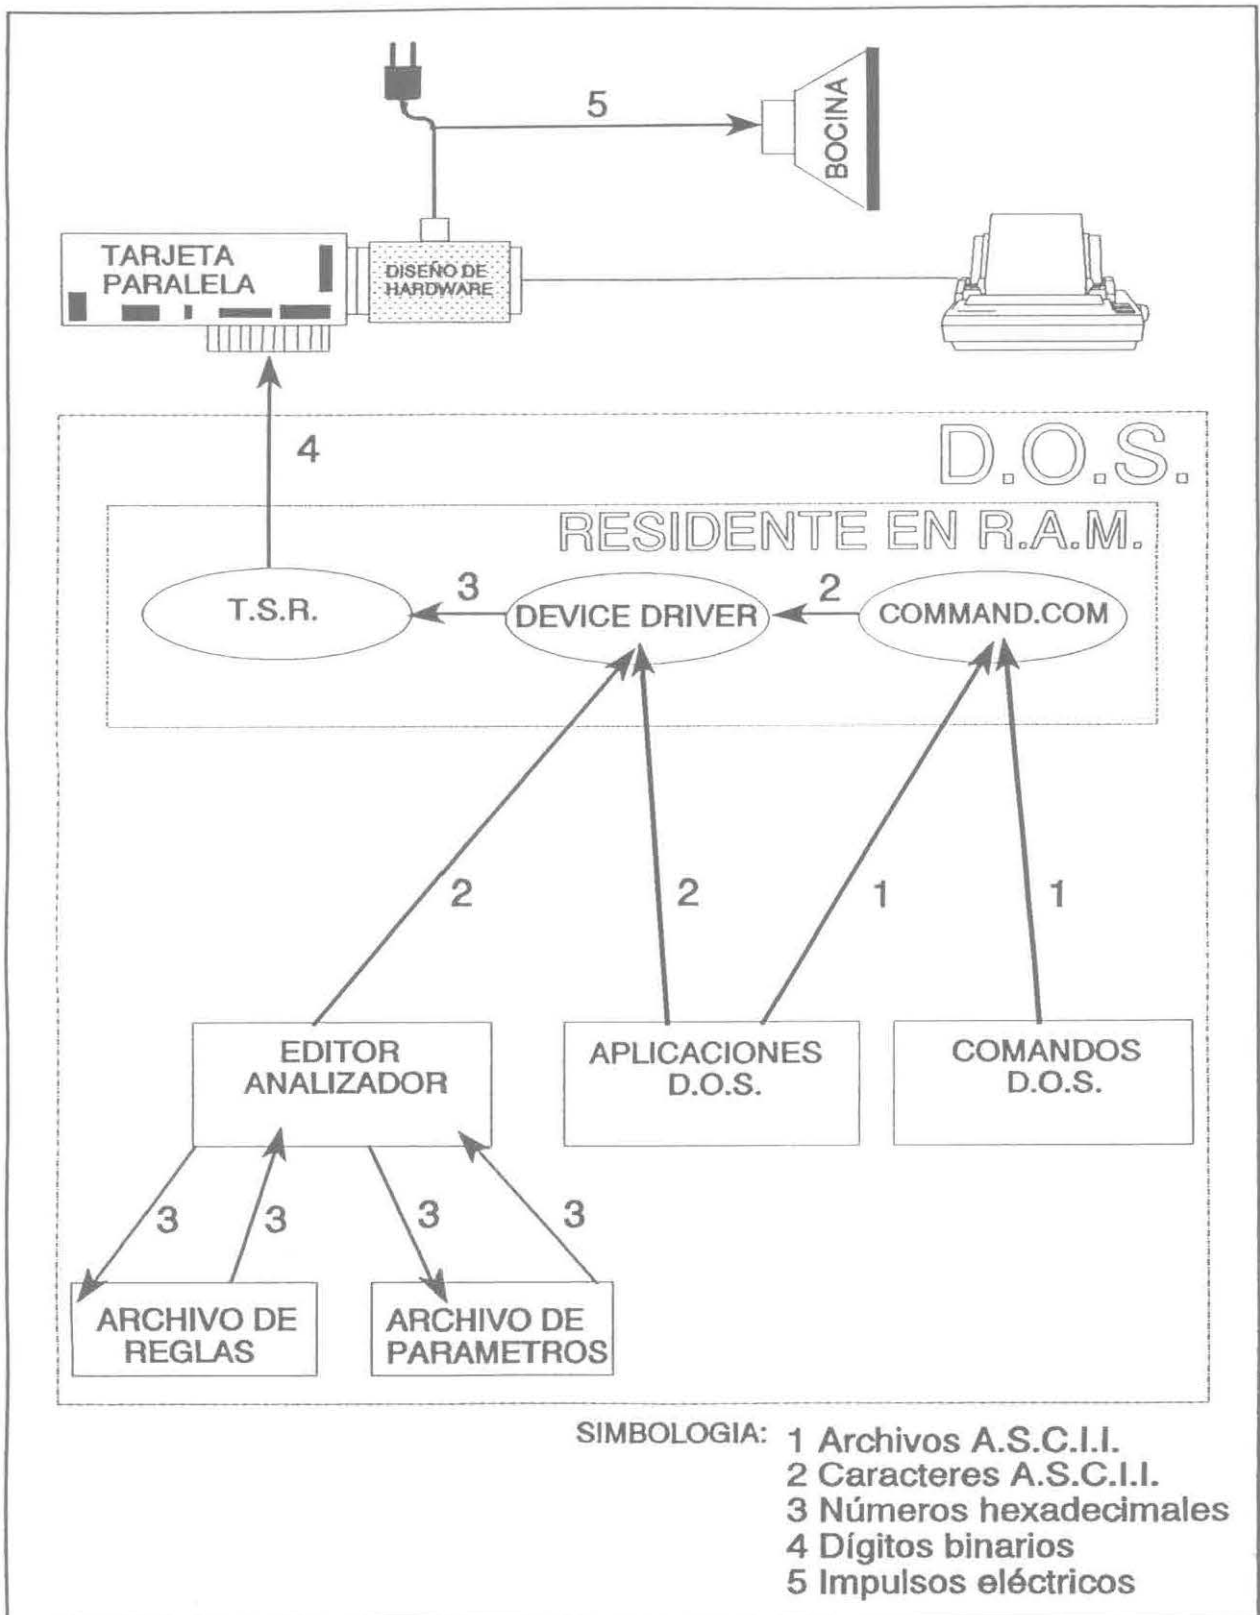 5
BOCINA
TARJETA
PARALELA
DISEÑO DE
HARDWARE
4
D.O.S.
RESIDENTE EN R.A.M.
T.S.R.
3
DEVICE DRIVER
2
COMMAND.COM
2
2
1
1
EDITOR
ANALIZADOR
APLICACIONES
D.O.S.
COMANDOS
D.O.S.
3
3
3
3
ARCHIVO DE
REGLAS
ARCHIVO DE
PARAMETROS
SIMBOLOGIA:
1 Archivos A.S.C.I.I.
2 Caracteres A.S.C.I.I.
3 Números hexadecimales
4 Dígitos binarios
5 Impulsos eléctricos